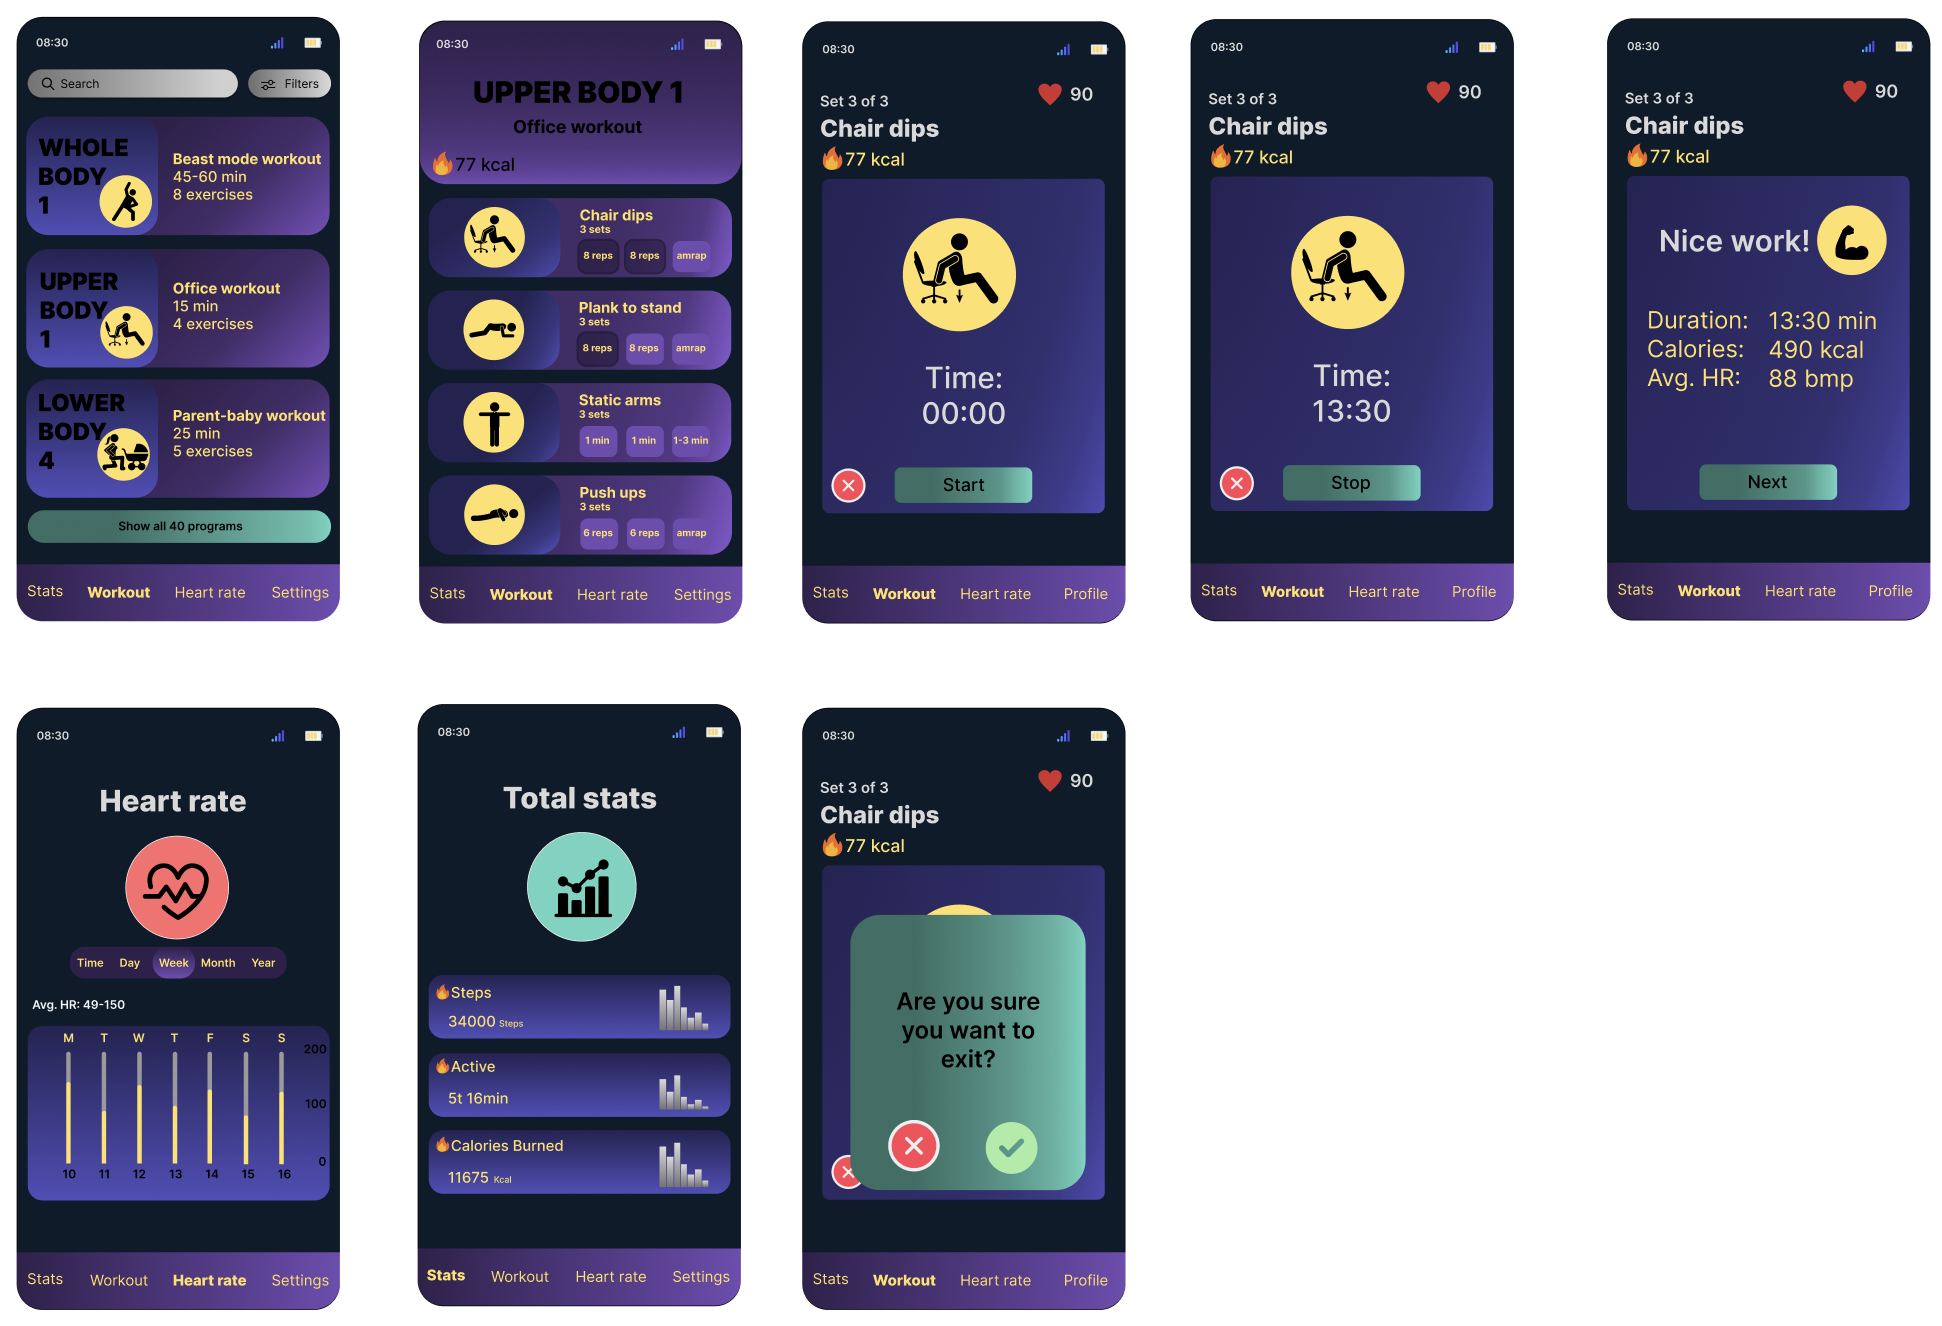 08:30
Search
Filters
WHOLE
BODY
1
Beast mode workout
45-60 min
8 exercises
UPPER
BODY
1
Office workout
15 min
4 exercises
LOWER
BODY
4
Parent-baby workout
25 min
5 exercises
Show all 40 programs
Stats Workout Heart rate Settings
08:30
UPPER BODY 1
Office workout
77 kcal
Chair dips
3 sets
8 reps 8 reps amrap
Plank to stand
3 sets
8 reps 8 reps amrap
Static arms
3 sets
1 min 1 min 1-3 min
Push ups
3 sets
6 reps 6 reps amrap
Stats Workout Heart rate Settings
08:30
90
Set 3 of 3
Chair dips
77 kcal
Time:
00:00
Start
Stats Workout Heart rate Profile
08:30
90
Set 3 of 3
Chair dips
77 kcal
Time:
13:30
Stop
Stats Workout Heart rate Profile
08:30
90
Set 3 of 3
Chair dips
77 kcal
Nice work!
Duration: 13:30 min
Calories: 490 kcal
Avg. HR: 88 bmp
Next
Stats Workout Heart rate Profile
08:30
Heart rate
Time Day Week Month Year
Avg. HR: 49-150
M T W T F S S
200
100
0
10 11 12 13 14 15 16
Stats Workout Heart rate Settings
08:30
Total stats
Steps
34000 Steps
Active
5t 16min
Calories Burned
11675 Kcal
Stats Workout Heart rate Settings
08:30
90
Set 3 of 3
Chair dips
77 kcal
Are you sure
you want to
exit?
Stats Workout Heart rate Profile